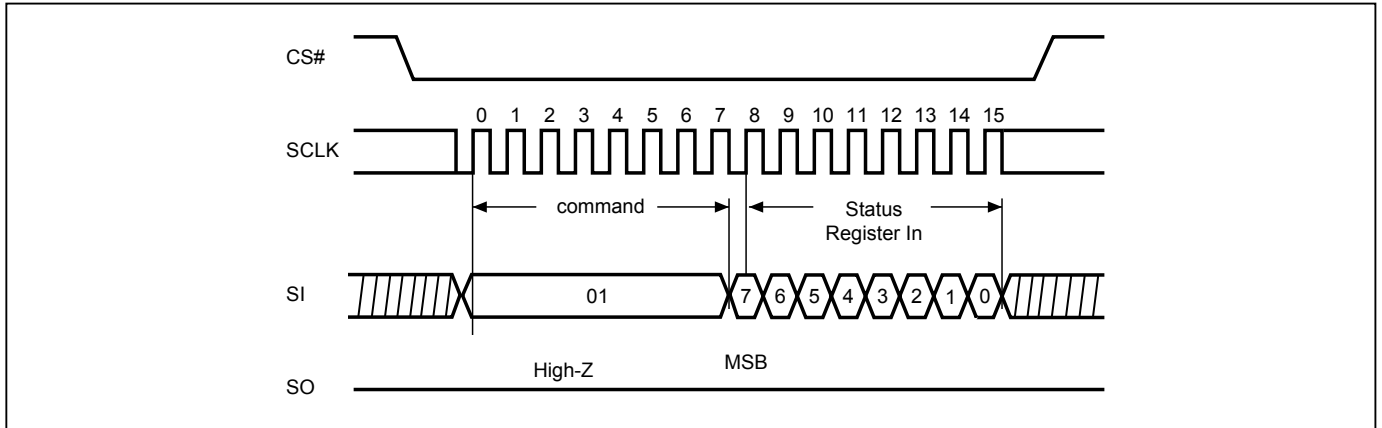 CS#
0 1 2 3 4 5 6 7 8 9 10 11 12 13 14 15
SCLK
command
Status
Register In
SI
01
7 6 5 4 3 2 1 0
High-Z
MSB
SO